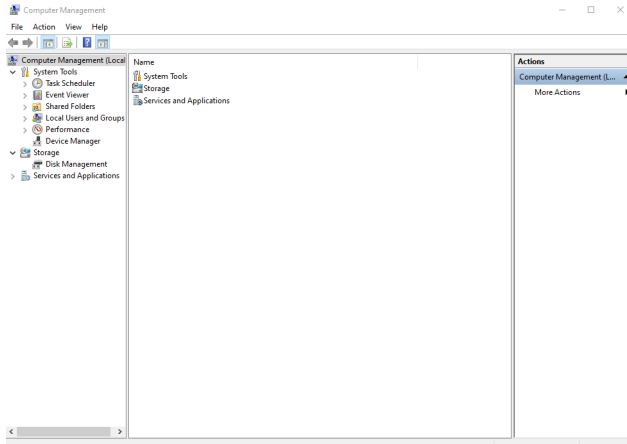 Computer Management
File Action View Help
Computer Management (Local
System Tools
Task Scheduler
Event Viewer
Shared Folders
Local Users and Groups
Performance
Device Manager
Storage
Disk Management
Services and Applications
Name
System Tools
Storage
Services and Applications
Actions
Computer Management (L...
More Actions